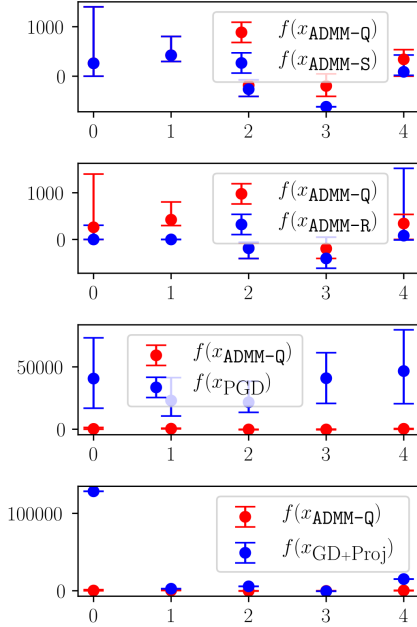 1000
f(x_ADMM-Q)
f(x_ADMM-S)
0
0 1 2 3 4
1000
f(x_ADMM-Q)
f(x_ADMM-R)
0
0 1 2 3 4
50000
f(x_ADMM-Q)
f(x_PGD)
0
0 1 2 3 4
100000
f(x_ADMM-Q)
f(x_GD+Proj)
0
0 1 2 3 4